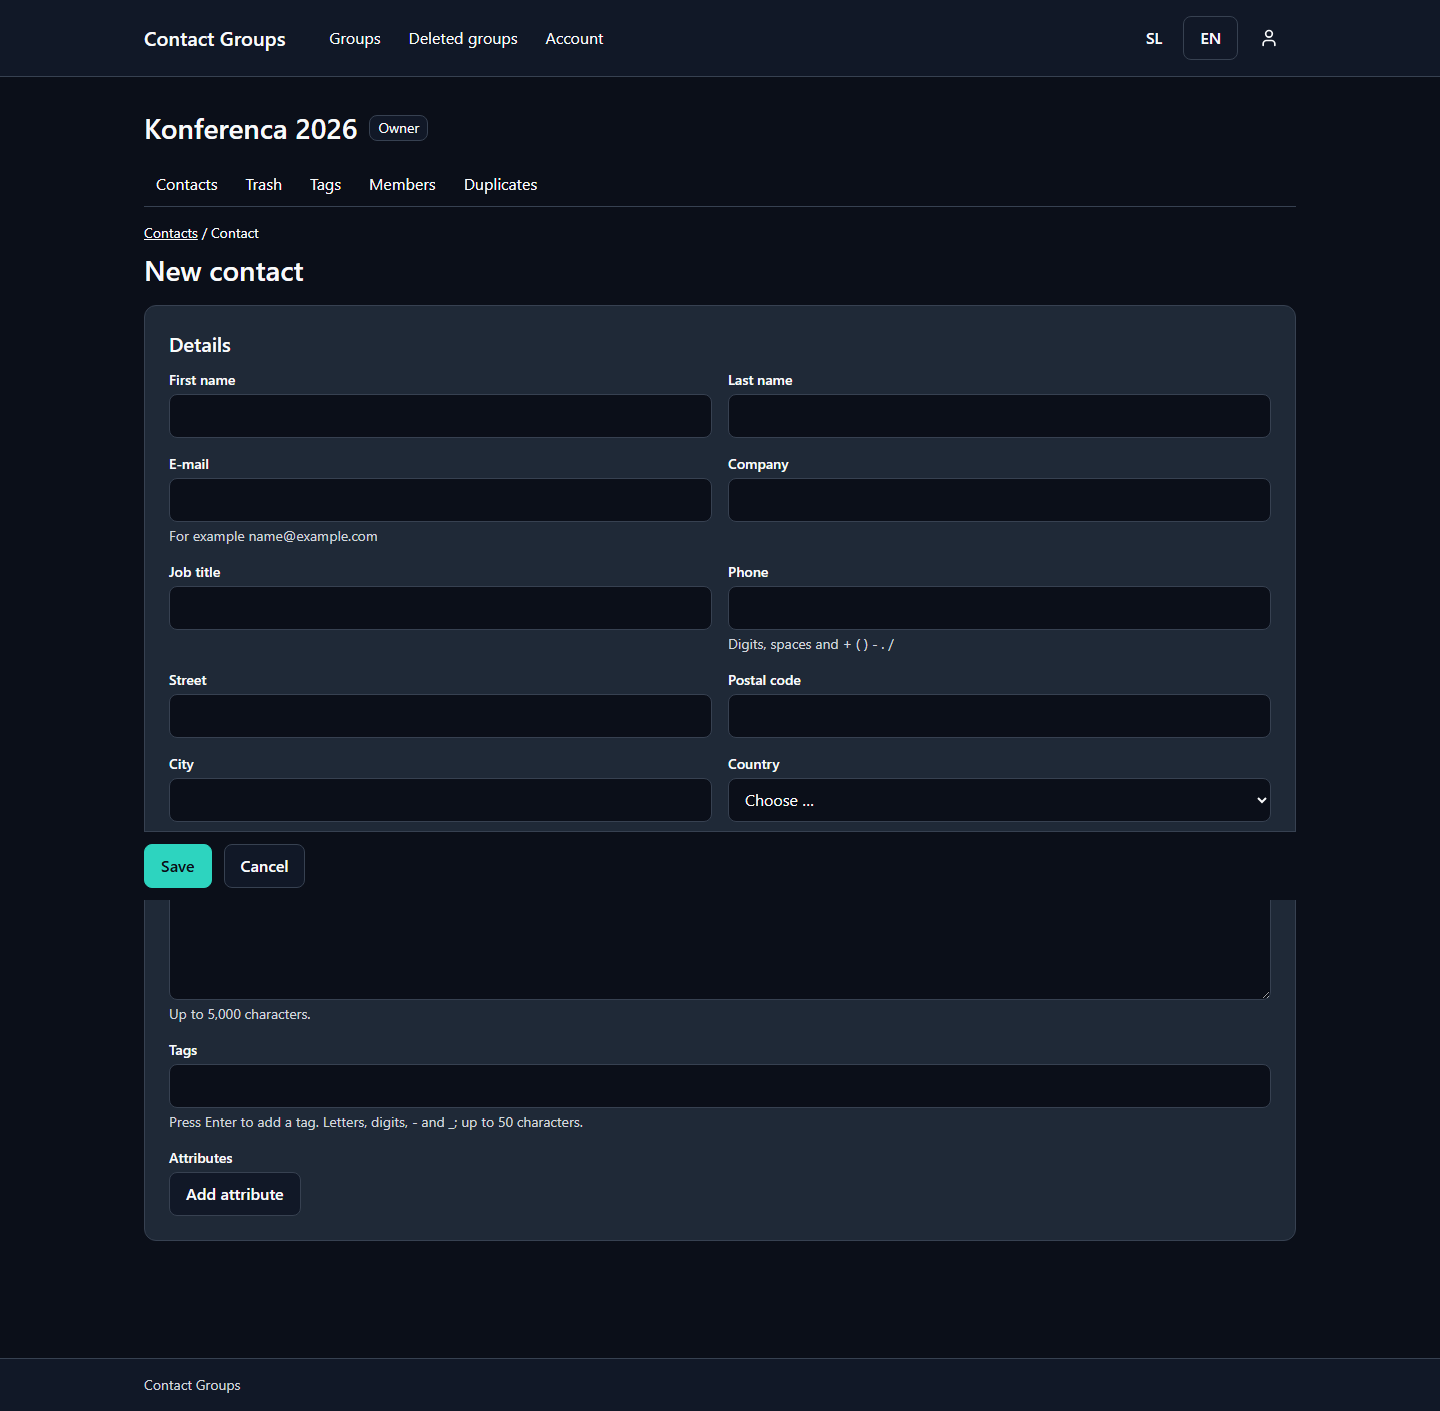 Contact Groups Groups Deleted groups Account SL EN
Konferenca 2026 Owner
Contacts Trash Tags Members Duplicates
Contacts / Contact
New contact
Details
First name Last name
E-mail Company
For example name@example.com
Job title Phone
Digits, spaces and + ( ) - . /
Street Postal code
City Country
Choose ...
Save Cancel
Up to 5,000 characters.
Tags
Press Enter to add a tag. Letters, digits, - and _; up to 50 characters.
Attributes
Add attribute
Contact Groups